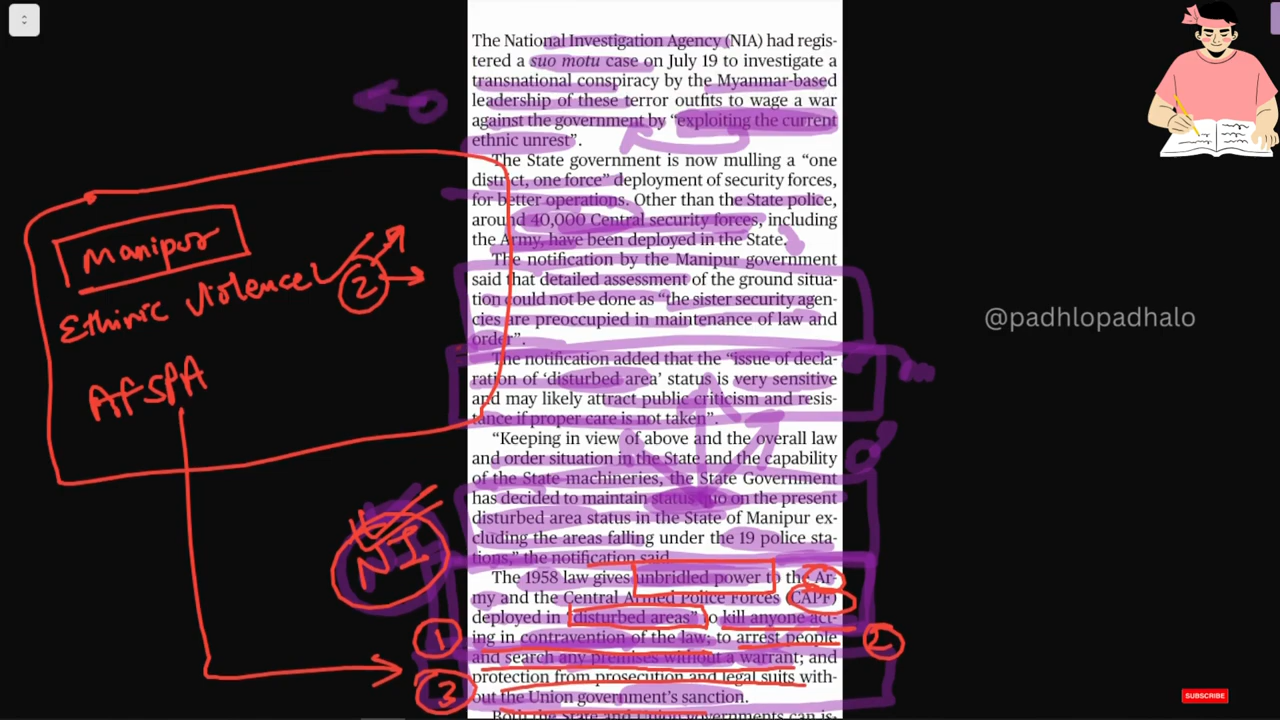 The National Investigation Agency (NIA) had regis-
tered a suo motu case on July 19 to investigate a
transnational conspiracy by the Myanmar-based
leadership of these terror outfits to wage a war
against the government by “exploiting the current
ethnic unrest”.
The State government is now mulling a “one
district, one force” deployment of security forces,
for better operations. Other than the State police,
around 40,000 Central security forces, including
the Army, have been deployed in the State.
The notification by the Manipur government
said that detailed assessment of the ground situa-
tion could not be done as “the sister security agen-
cies are preoccupied in maintenance of law and
order”.
The notification added that the “issue of decla-
ration of ‘disturbed area’ status is very sensitive
and may likely attract public criticism and resis-
tance if proper care is not taken”.
“Keeping in view of above and the overall law
and order situation in the State and the capability
of the State machineries, the State Government
has decided to maintain status quo on the present
disturbed area status in the State of Manipur ex-
cluding the areas falling under the 19 police sta-
tions,” the notification said.
The 1958 law gives unbridled power to the Ar-
my and the Central Armed Police Forces (CAPF)
deployed in “disturbed areas” to kill anyone act-
ing in contravention of the law; to arrest people
and search any premises without a warrant; and
protection from prosecution and legal suits with-
out the Union government’s sanction.
Both the State and Union governments can is-
Manipur
Ethinic violence
2
AFSPA
NI
1
2
3
@padhlopadhalo
SUBSCRIBE